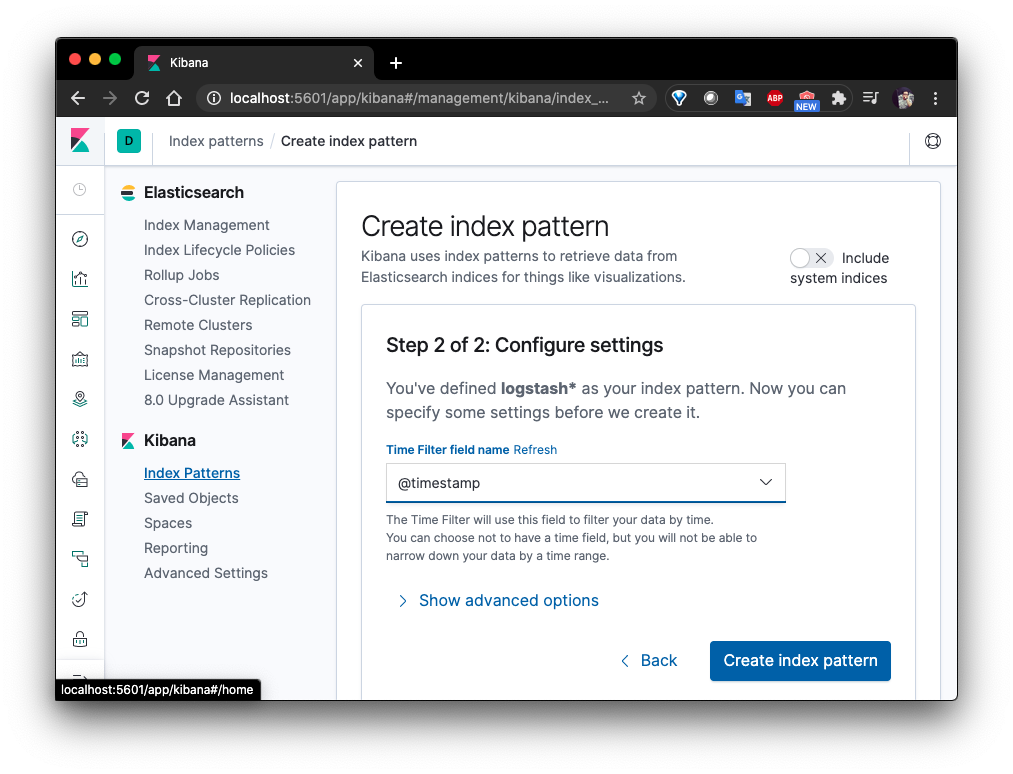 Kibana
localhost:5601/app/kibana#/management/kibana/index_...
ABP
NEW
D
Index patterns / Create index pattern
Elasticsearch
Index Management
Index Lifecycle Policies
Rollup Jobs
Cross-Cluster Replication
Remote Clusters
Snapshot Repositories
License Management
8.0 Upgrade Assistant
Kibana
Index Patterns
Saved Objects
Spaces
Reporting
Advanced Settings
Create index pattern
Kibana uses index patterns to retrieve data from
Elasticsearch indices for things like visualizations.
Include
system indices
Step 2 of 2: Configure settings
You've defined logstash* as your index pattern. Now you can
specify some settings before we create it.
Time Filter field name Refresh
@timestamp
The Time Filter will use this field to filter your data by time.
You can choose not to have a time field, but you will not be able to
narrow down your data by a time range.
Show advanced options
Back
Create index pattern
localhost:5601/app/kibana#/home